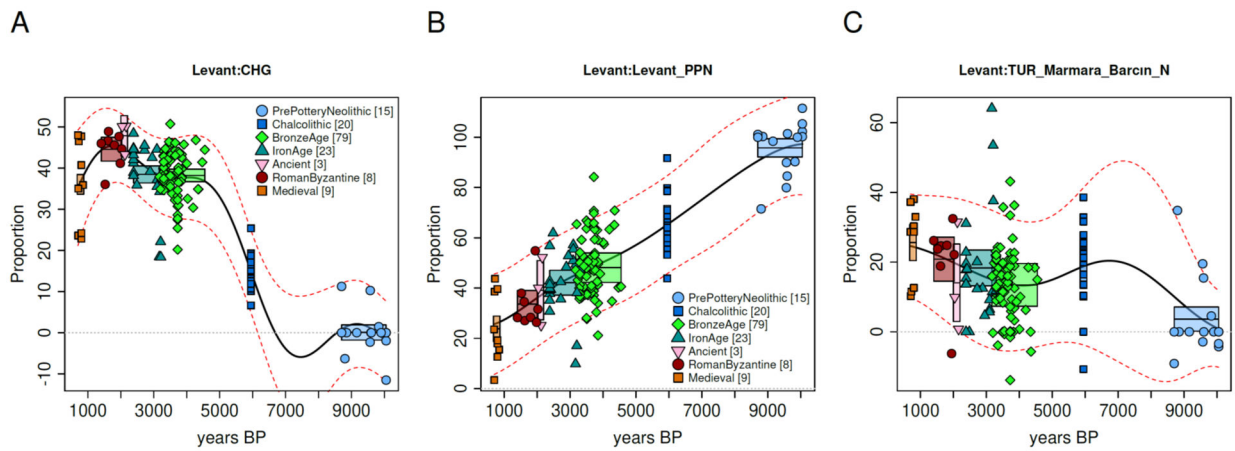 A
B
C
Levant:CHG
Levant:Levant_PPN
Levant:TUR_Marmara_Barcın_N
Proportion
50
40
30
20
10
0
-10
PrePotteryNeolithic [15]
Chalcolithic [20]
BronzeAge [79]
IronAge [23]
Ancient [3]
RomanByzantine [8]
Medieval [9]
1000 3000 5000 7000 9000
years BP
Proportion
100
80
60
40
20
0
PrePotteryNeolithic [15]
Chalcolithic [20]
BronzeAge [79]
IronAge [23]
Ancient [3]
RomanByzantine [8]
Medieval [9]
1000 3000 5000 7000 9000
years BP
Proportion
60
40
20
0
1000 3000 5000 7000 9000
years BP